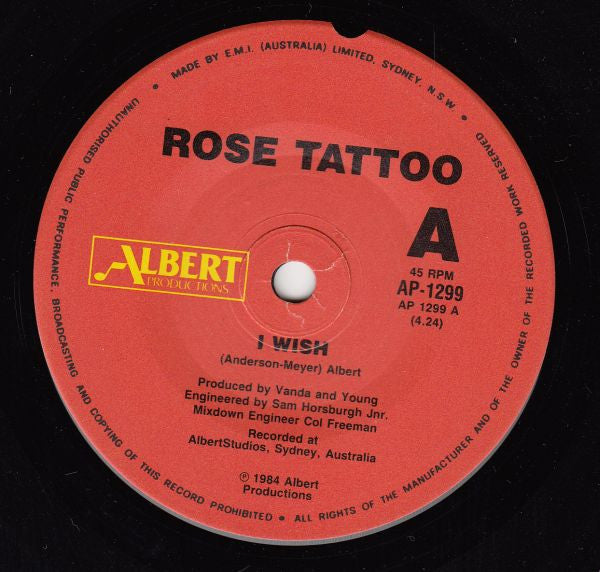 MADE BY E.M.I. (AUSTRALIA) LIMITED, SYDNEY, N.S.W. •
UNAUTHORISED PUBLIC PERFORMANCE, BROADCASTING AND COPYING OF THIS RECORD PROHIBITED • ALL RIGHTS OF THE MANUFACTURER AND OF THE OWNER OF THE RECORDED WORK RESERVED •
ROSE TATTOO
A
45 RPM
AP-1299
AP 1299 A
(4.24)
ALBERT
PRODUCTIONS
I WISH
(Anderson-Meyer) Albert
Produced by Vanda and Young
Engineered by Sam Horsburgh Jnr.
Mixdown Engineer Col Freeman
Recorded at
AlbertStudios, Sydney, Australia
℗ 1984 Albert
Productions